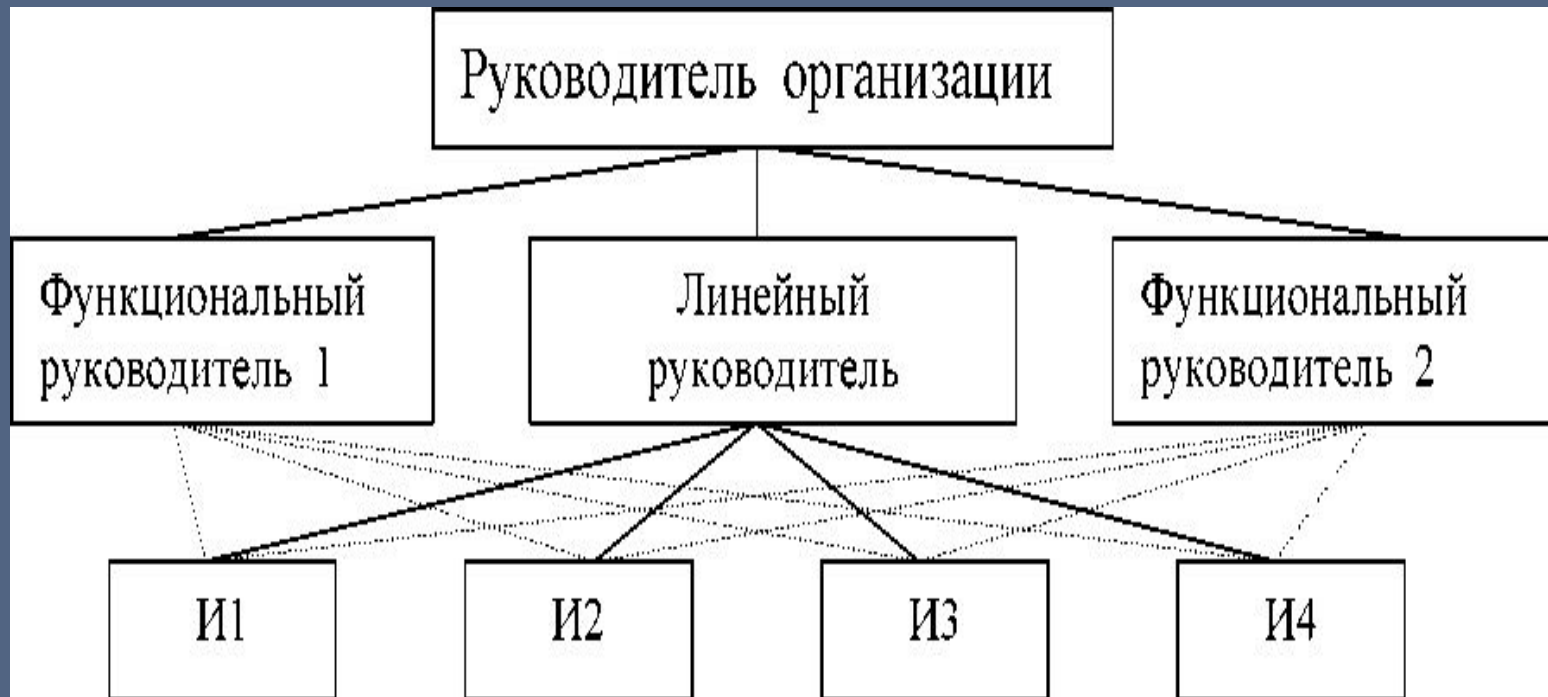 Руководитель организации
Функциональный
руководитель 1
Линейный
руководитель
Функциональный
руководитель 2
И1
И2
И3
И4